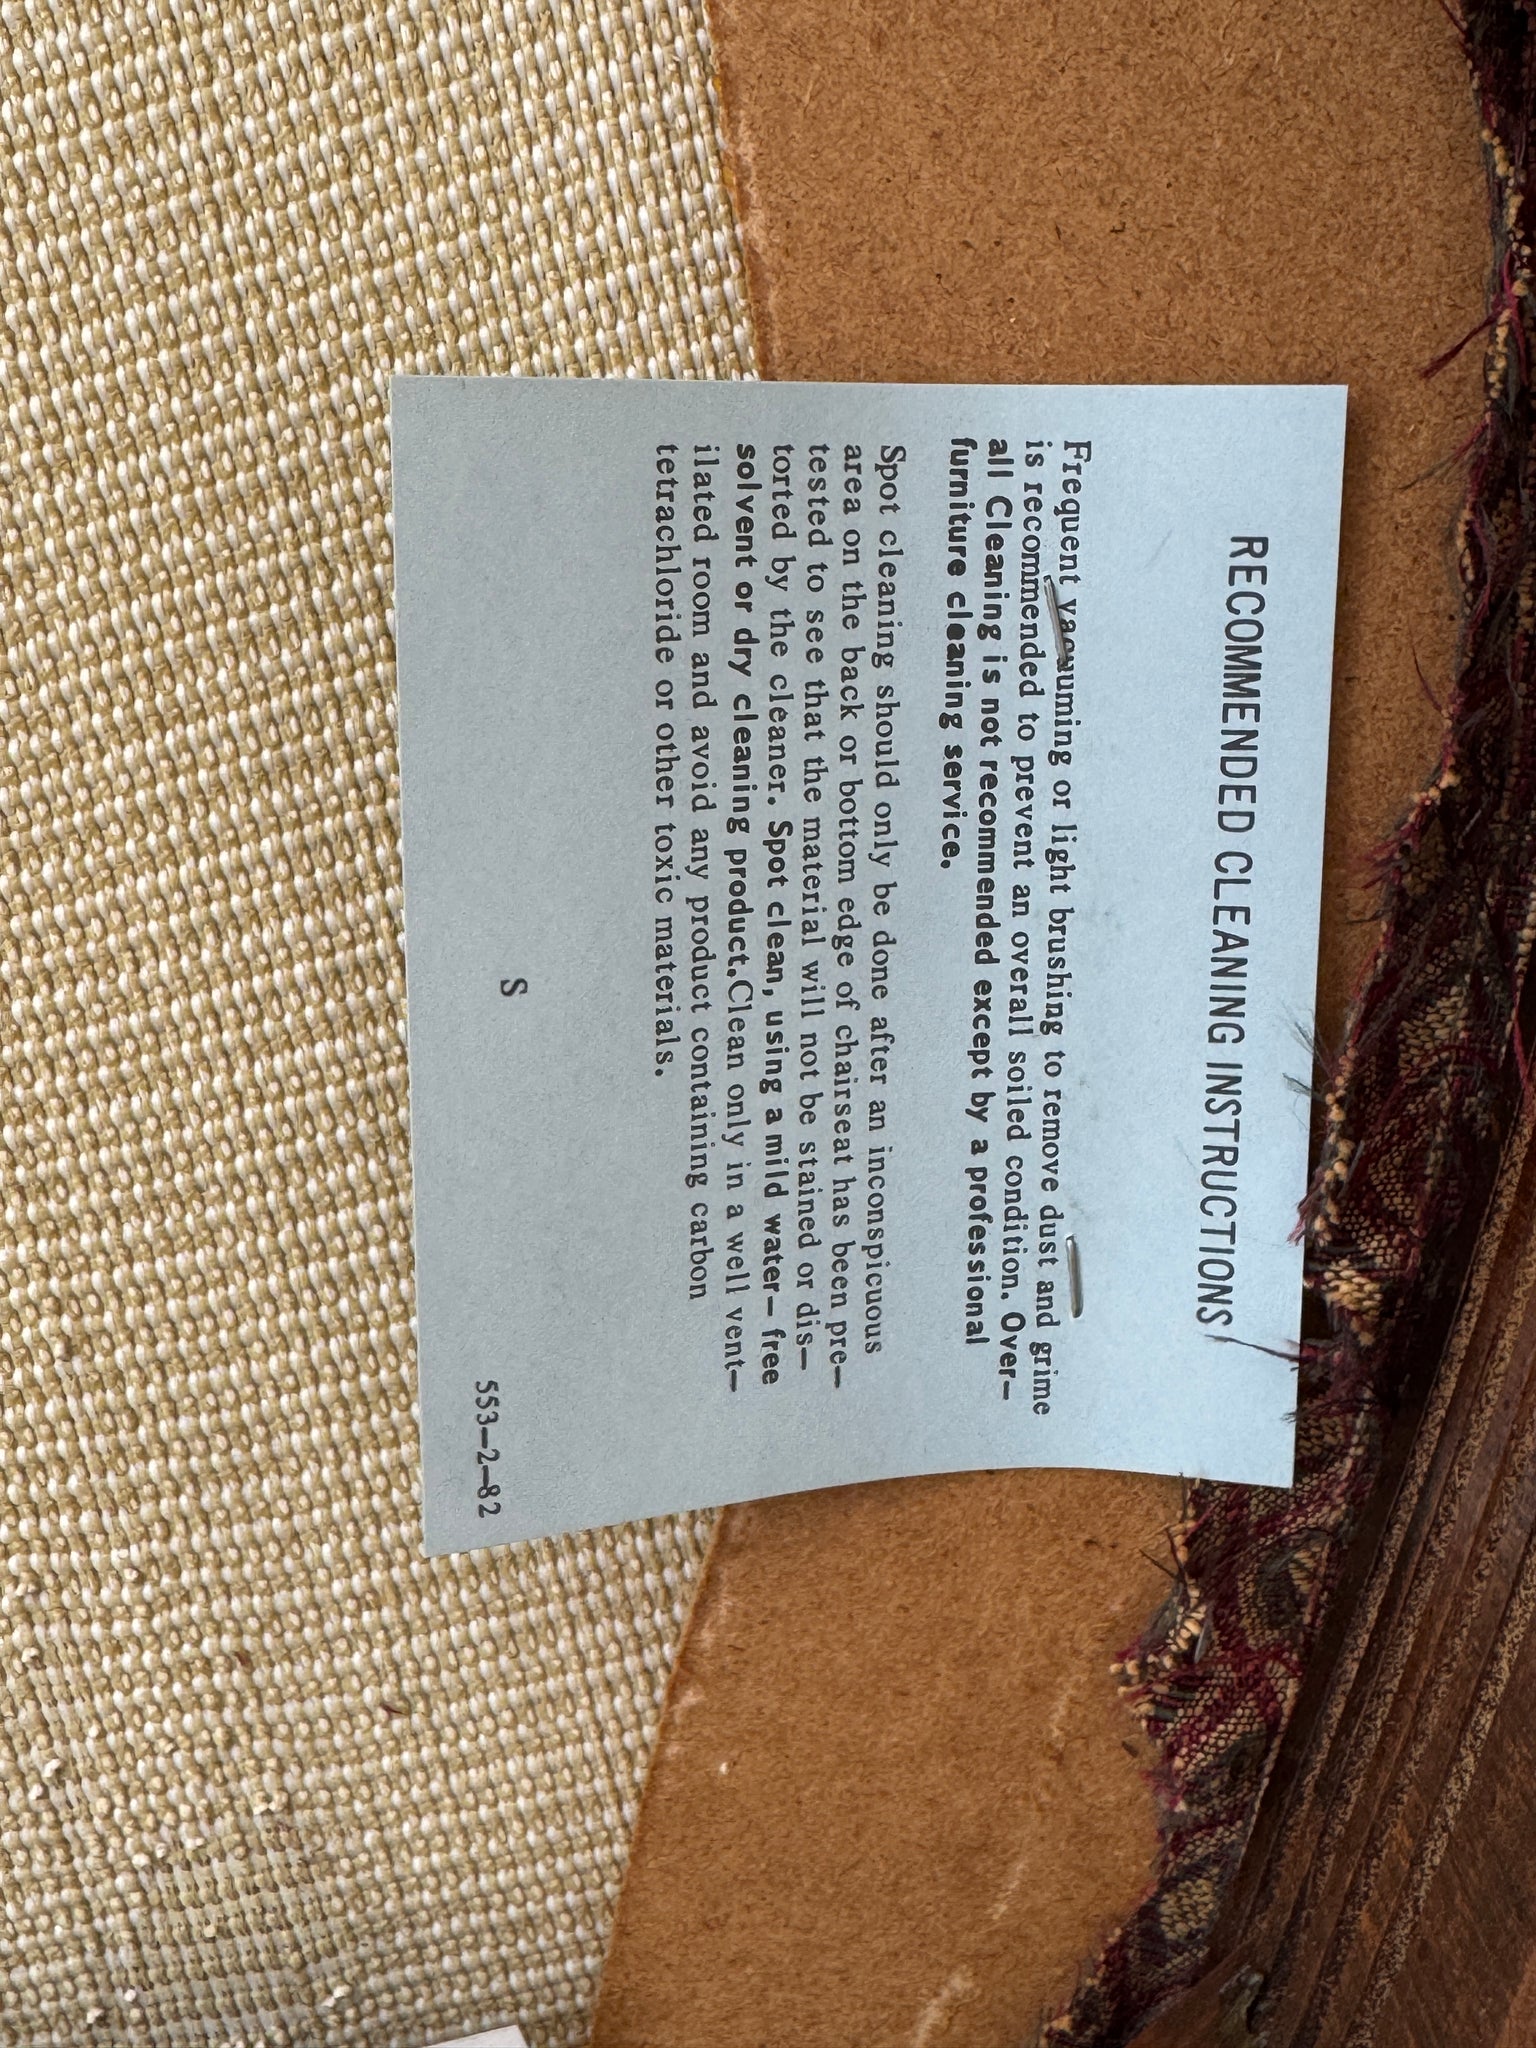 RECOMMENDED CLEANING INSTRUCTIONS
Frequent vacuuming or light brushing to remove dust and grime
is recommended to prevent an overall soiled condition. Over-
all Cleaning is not recommended except by a professional
furniture cleaning service.
Spot cleaning should only be done after an inconspicuous
area on the back or bottom edge of chairseat has been pre-
tested to see that the material will not be stained or dis-
torted by the cleaner. Spot clean, using a mild water-free
solvent or dry cleaning product. Clean only in a well vent-
ilated room and avoid any product containing carbon
tetrachloride or other toxic materials.
S
553-2-82